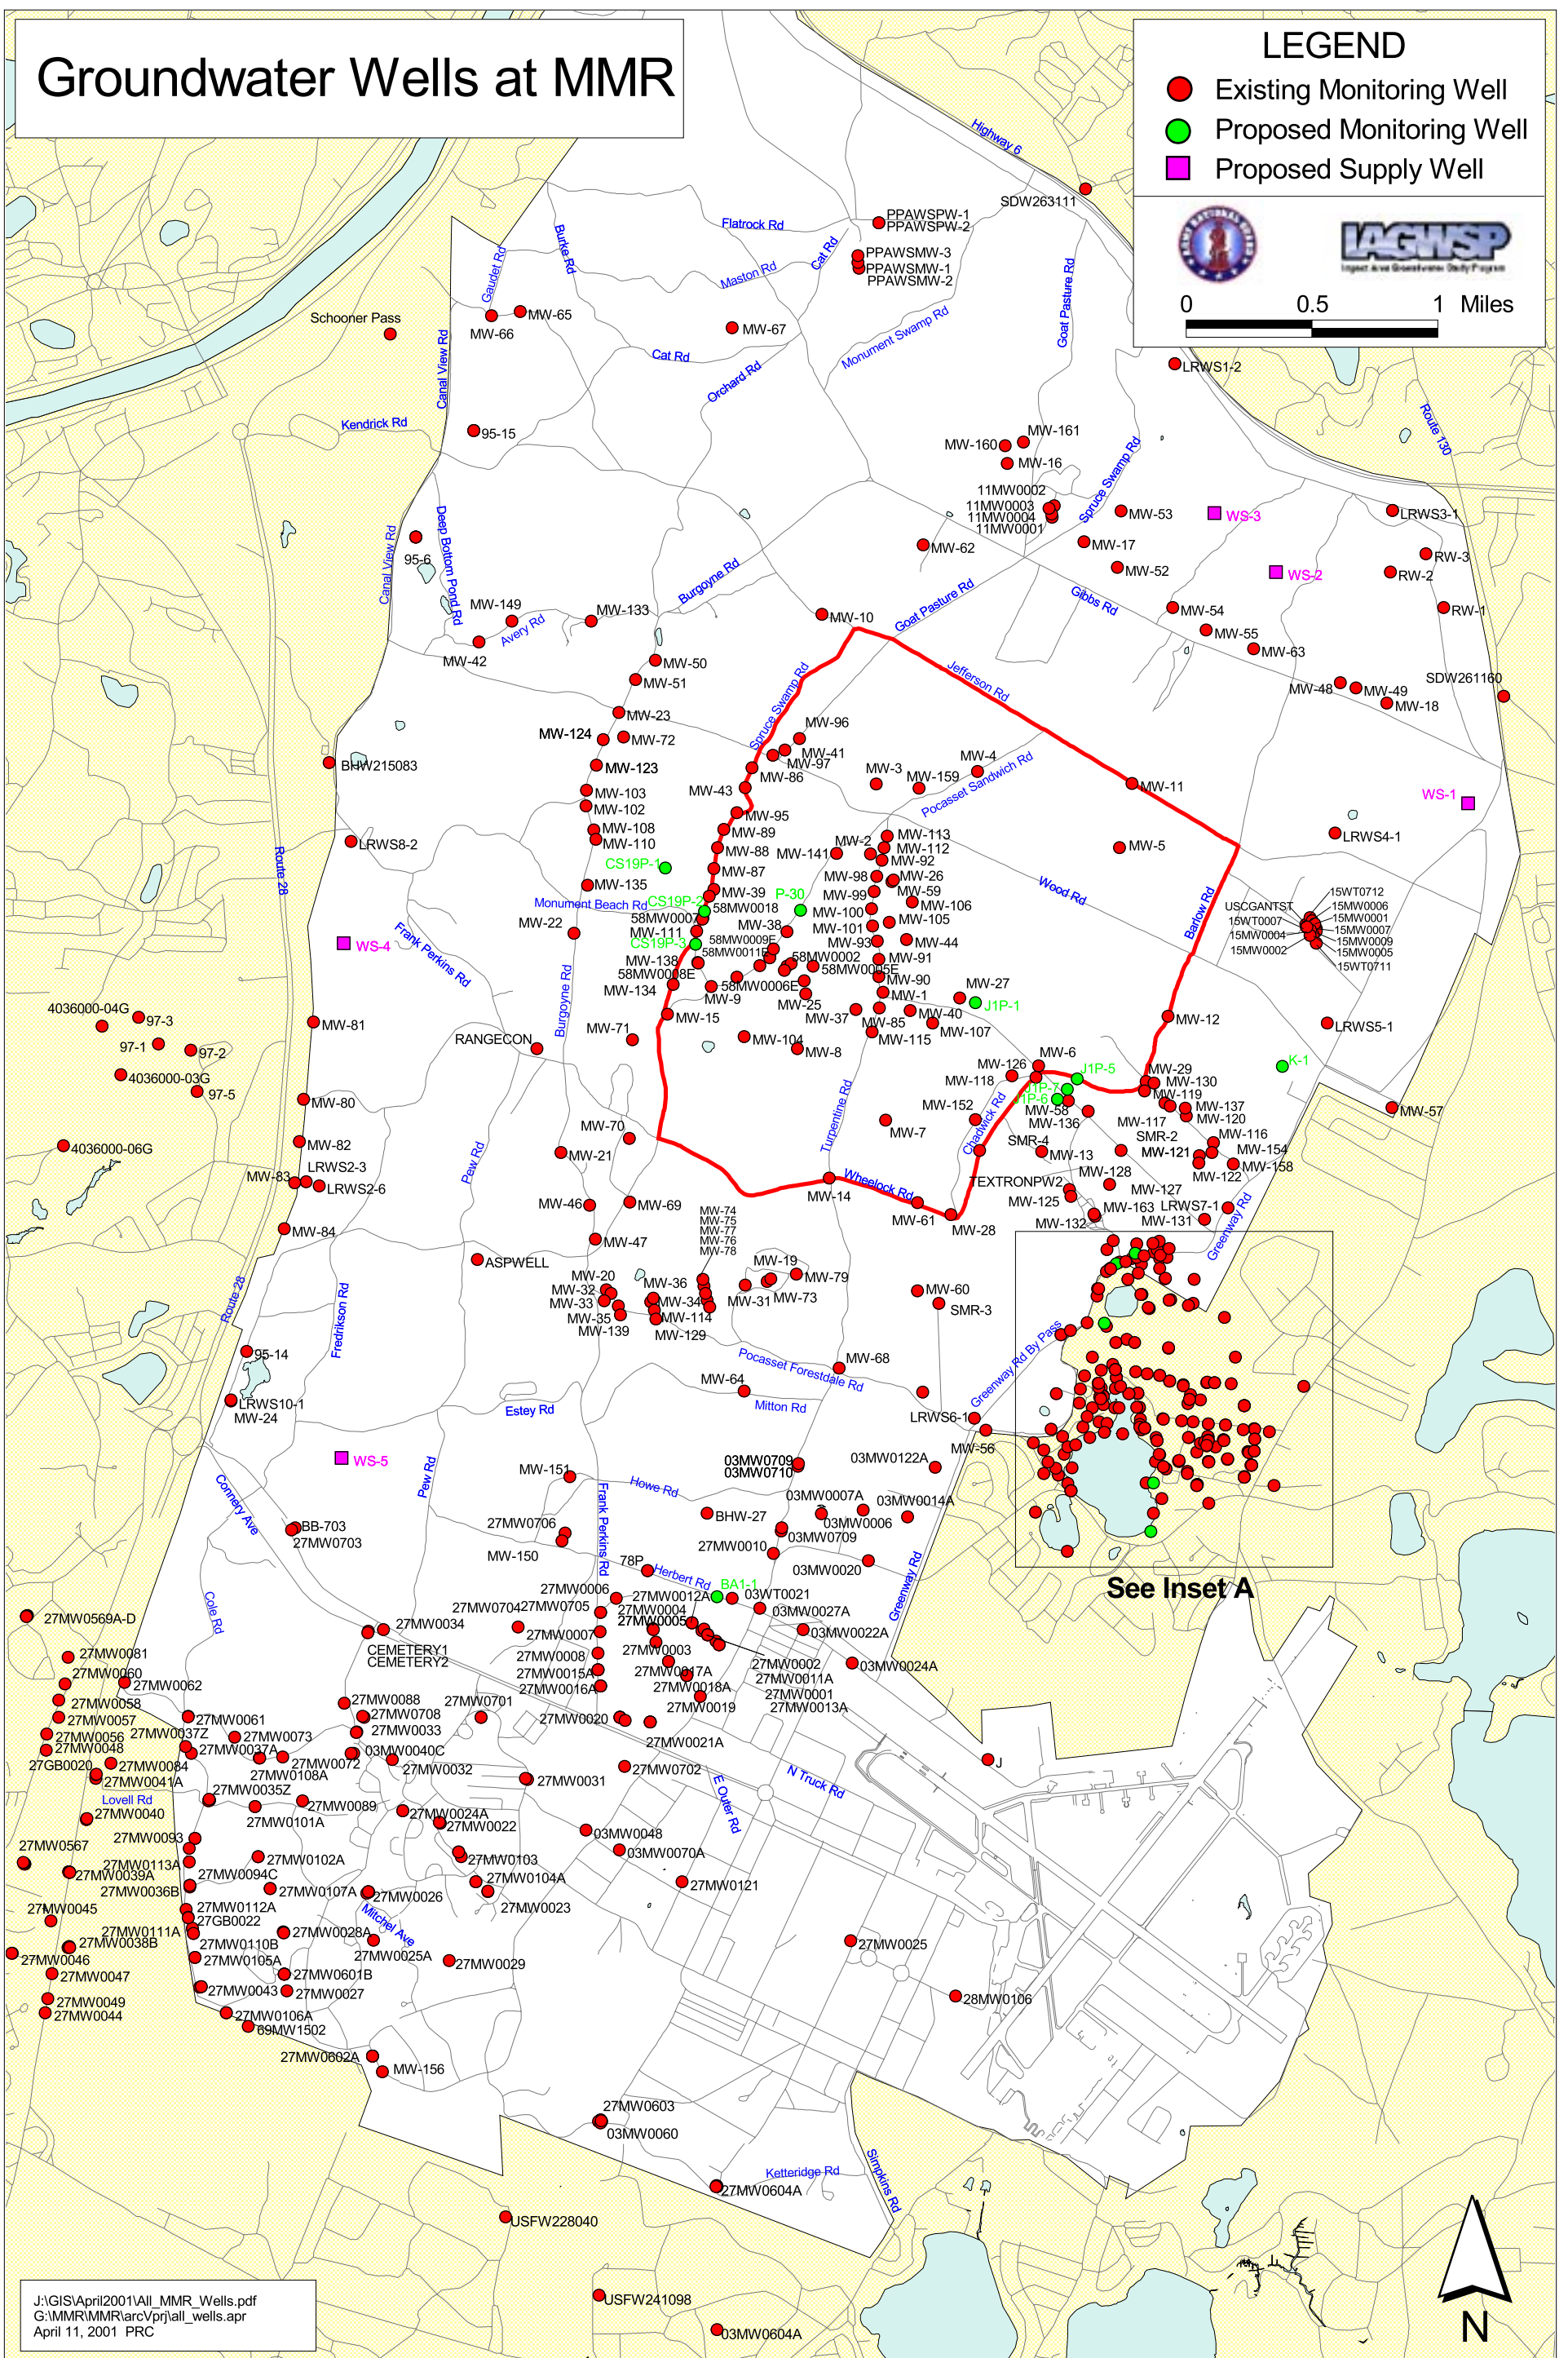 Groundwater Wells at MMR
LEGEND
Existing Monitoring Well
Proposed Monitoring Well
Proposed Supply Well
IAGWSP
Impact Area Groundwater Study Program
0 0.5 1 Miles
Highway 6
SDW263111
PPAWSPW-1
PPAWSPW-2
Flatrock Rd
Burke Rd
Gaudet Rd
Cat Rd
PPAWSMW-3
PPAWSMW-1
PPAWSMW-2
Maston Rd
Goat Pasture Rd
Schooner Pass
MW-65
MW-66
MW-67
Monument Swamp Rd
Canal View Rd
Cat Rd
Orchard Rd
LRWS1-2
Route 130
Kendrick Rd
95-15
MW-161
MW-160
MW-16
Spruce Swamp Rd
11MW0002
11MW0003
11MW0004
11MW0001
MW-53
WS-3
LRWS3-1
Deep Bottom Pond Rd
Canal View Rd
95-6
MW-62
MW-17
MW-52
RW-3
RW-2
WS-2
RW-1
Burgoyne Rd
Goat Pasture Rd
Gibbs Rd
MW-149
MW-133
Avery Rd
MW-42
MW-10
MW-54
MW-55
MW-63
MW-50
MW-51
Jefferson Rd
MW-48
MW-49
MW-18
SDW261160
Spruce Swamp Rd
MW-23
MW-124
MW-72
MW-96
MW-41
MW-97
MW-86
MW-4
MW-3
MW-159
Pocasset Sandwich Rd
MW-11
BHW215083
MW-123
MW-103
MW-102
MW-43
MW-95
WS-1
LRWS8-2
MW-108
MW-110
MW-89
MW-88
MW-87
MW-2
MW-141
MW-113
MW-112
MW-92
MW-5
LRWS4-1
CS19P-1
MW-135
MW-39
MW-98
MW-26
MW-99
MW-59
MW-106
Wood Rd
Route 28
Monument Beach Rd
CS19P-2
58MW0018
58MW0007
P-30
MW-100
MW-105
MW-101
Barlow Rd
USCGANTST
15WT0712
15MW0006
15WT0007
15MW0001
15MW0007
15MW0004
15MW0009
15MW0002
15MW0005
15WT0711
MW-22
WS-4
Frank Perkins Rd
MW-111
CS19P-3
MW-38
58MW0009E
58MW0011E
MW-93
MW-44
MW-138
58MW0002
58MW0005E
MW-91
58MW0008E
MW-134
MW-9
58MW0006E
MW-90
MW-25
MW-1
MW-27
J1P-1
4036000-04G
97-3
MW-81
MW-15
MW-37
MW-40
MW-85
MW-107
MW-12
LRWS5-1
Burgoyne Rd
97-1
97-2
RANGECON
MW-71
MW-104
MW-8
MW-115
4036000-03G
97-5
MW-6
MW-126
MW-118
J1P-5
J1P-7
J1P-6
MW-29
MW-130
K-1
MW-80
MW-119
MW-137
MW-120
MW-57
MW-58
MW-136
MW-117
MW-152
Chadwick Rd
4036000-06G
MW-82
MW-70
Turpentine Rd
MW-7
SMR-4
MW-13
SMR-2
MW-116
MW-154
MW-121
MW-158
MW-122
Pew Rd
MW-21
LRWS2-3
MW-83
LRWS2-6
MW-14
Wheelock Rd
TEXTRONPW2
MW-128
MW-127
MW-46
MW-69
MW-61
MW-28
MW-125
MW-163
LRWS7-1
MW-132
MW-131
Greenway Rd
MW-84
MW-47
MW-74
MW-75
MW-77
MW-76
MW-78
ASPWELL
Route 28
Fredrikson Rd
MW-20
MW-32
MW-33
MW-35
MW-139
MW-36
MW-34
MW-114
MW-129
MW-19
MW-79
MW-31
MW-73
MW-60
SMR-3
95-14
Pocasset Forestdale Rd
MW-68
Greenway Rd By Pass
LRWS10-1
MW-24
MW-64
Mitton Rd
Estey Rd
LRWS6-1
MW-56
WS-5
Connery Ave
Pew Rd
MW-151
Howe Rd
Frank Perkins Rd
03MW0709
03MW0710
03MW0122A
BHW-27
03MW0007A
03MW0014A
03MW0006
03MW0709
BB-703
27MW0703
27MW0706
MW-150
27MW0010
03MW0020
See Inset A
78P
Herbert Rd
BA1-1
Greenway Rd
Cole Rd
27MW0006
27MW0012A
03WT0021
27MW0569A-D
27MW0034
27MW0704
27MW0705
27MW0004
27MW0005
03MW0027A
27MW0007
03MW0022A
CEMETERY1
CEMETERY2
27MW0003
27MW0081
27MW0008
27MW0060
27MW0015A
27MW0017A
27MW0002
03MW0024A
27MW0062
27MW0016A
27MW0018A
27MW0011A
27MW0001
27MW0058
27MW0088
27MW0701
27MW0019
27MW0013A
27MW0057
27MW0061
27MW0708
27MW0020
27MW0056
27MW0037Z
27MW0073
27MW0033
27MW0021A
27MW0048
27MW0037A
27MW0072
03MW0040C
27GB0020
27MW0084
27MW0108A
27MW0032
27MW0702
J
27MW0041A
27MW0031
E Outer Rd
N Truck Rd
Lovell Rd
27MW0035Z
27MW0089
27MW0040
27MW0101A
27MW0024A
27MW0022
03MW0048
27MW0093
27MW0567
27MW0113A
27MW0102A
27MW0103
03MW0070A
27MW0039A
27MW0094C
27MW0104A
27MW0121
27MW0036B
27MW0107A
27MW0026
27MW0023
27MW0045
27MW0112A
27GB0022
Mitchel Ave
27MW0111A
27MW0028A
27MW0038B
27MW0110B
27MW0025A
27MW0025
27MW0046
27MW0105A
27MW0029
27MW0047
27MW0601B
27MW0043
27MW0027
28MW0106
27MW0049
27MW0044
27MW0106A
69MW1502
27MW0602A
MW-156
27MW0603
03MW0060
Ketteridge Rd
Simpkins Rd
27MW0604A
USFW228040
USFW241098
03MW0604A
J:\GIS\April2001\All_MMR_Wells.pdf
G:\MMR\MMR\arcVprj\all_wells.apr
April 11, 2001 PRC
N